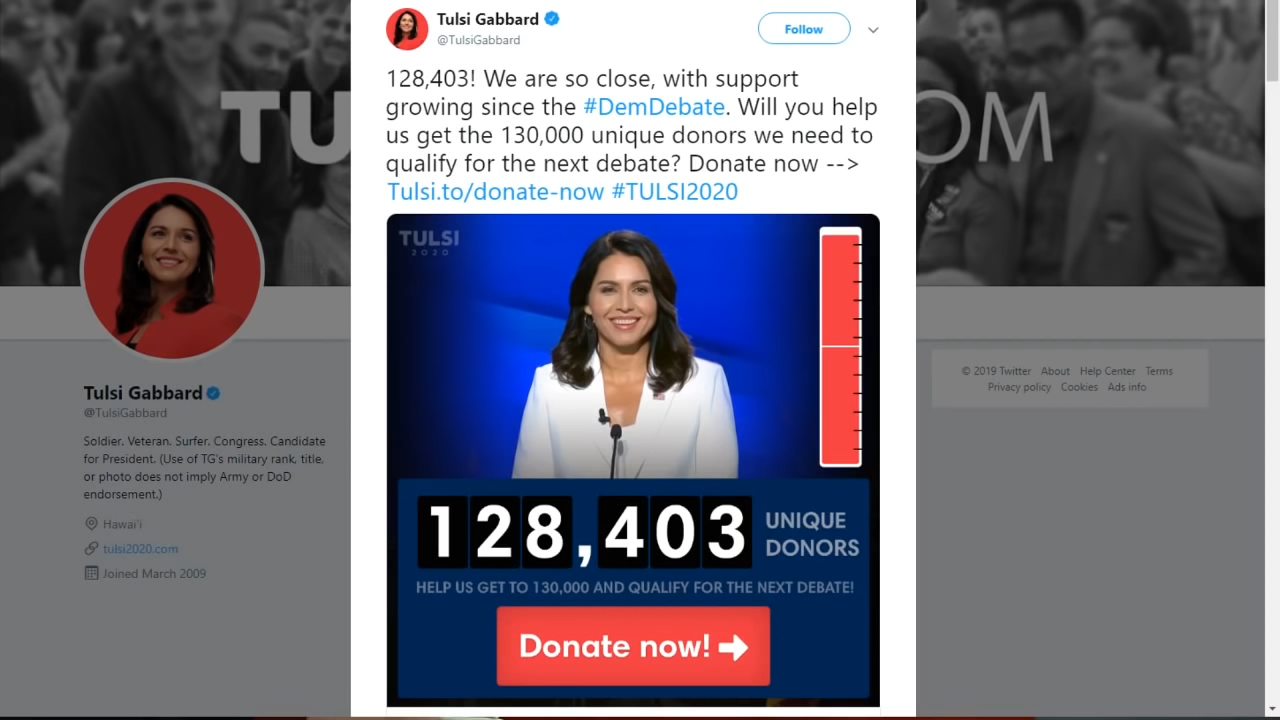 Tulsi Gabbard
@TulsiGabbard
Follow
128,403! We are so close, with support
growing since the #DemDebate. Will you help
us get the 130,000 unique donors we need to
qualify for the next debate? Donate now -->
Tulsi.to/donate-now #TULSI2020
TU
OM
TULSI
2020
128,403
UNIQUE
DONORS
HELP US GET TO 130,000 AND QUALIFY FOR THE NEXT DEBATE!
Donate now!
Tulsi Gabbard
@TulsiGabbard
Soldier. Veteran. Surfer. Congress. Candidate
for President. (Use of TG's military rank, title,
or photo does not imply Army or DoD
endorsement.)
Hawai'i
tulsi2020.com
Joined March 2009
© 2019 Twitter About Help Center Terms
Privacy policy Cookies Ads info